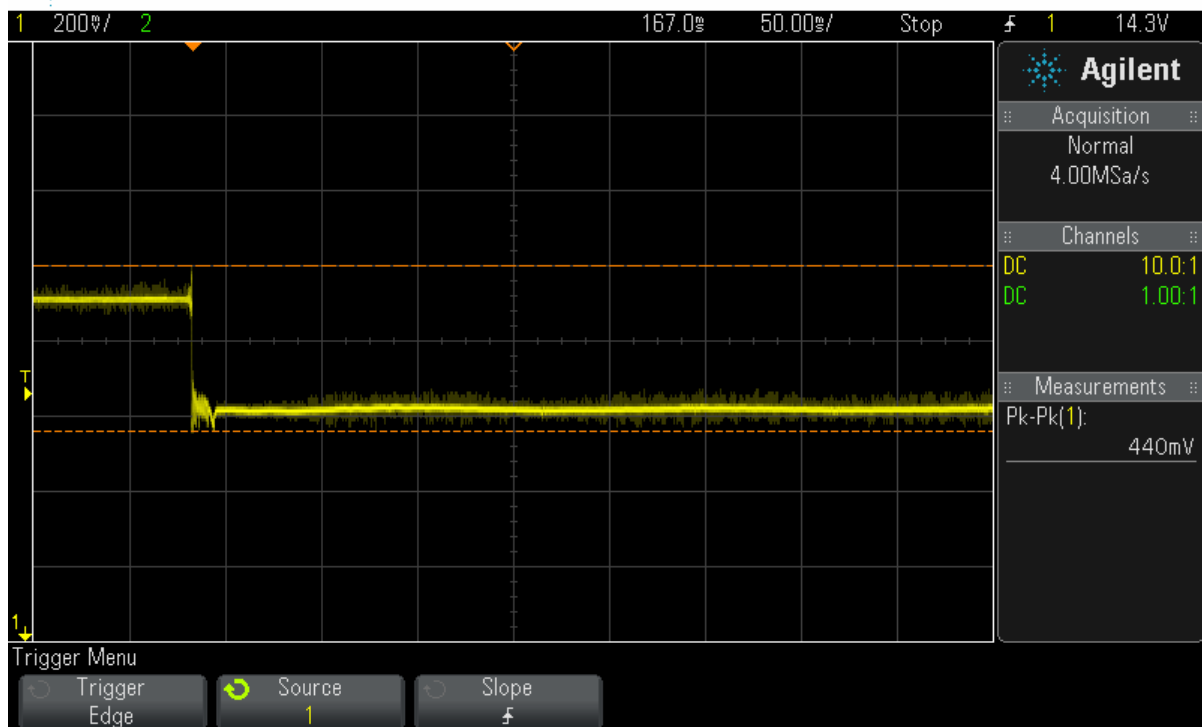 1 200mV/ 2 167.0ms 50.00ms/ Stop 1 14.3V
Agilent
Acquisition
Normal
4.00MSa/s
Channels
DC 10.0:1
DC 1.00:1
Measurements
Pk-Pk(1):
440mV
T
1
Trigger Menu
Trigger Source Slope
Edge 1